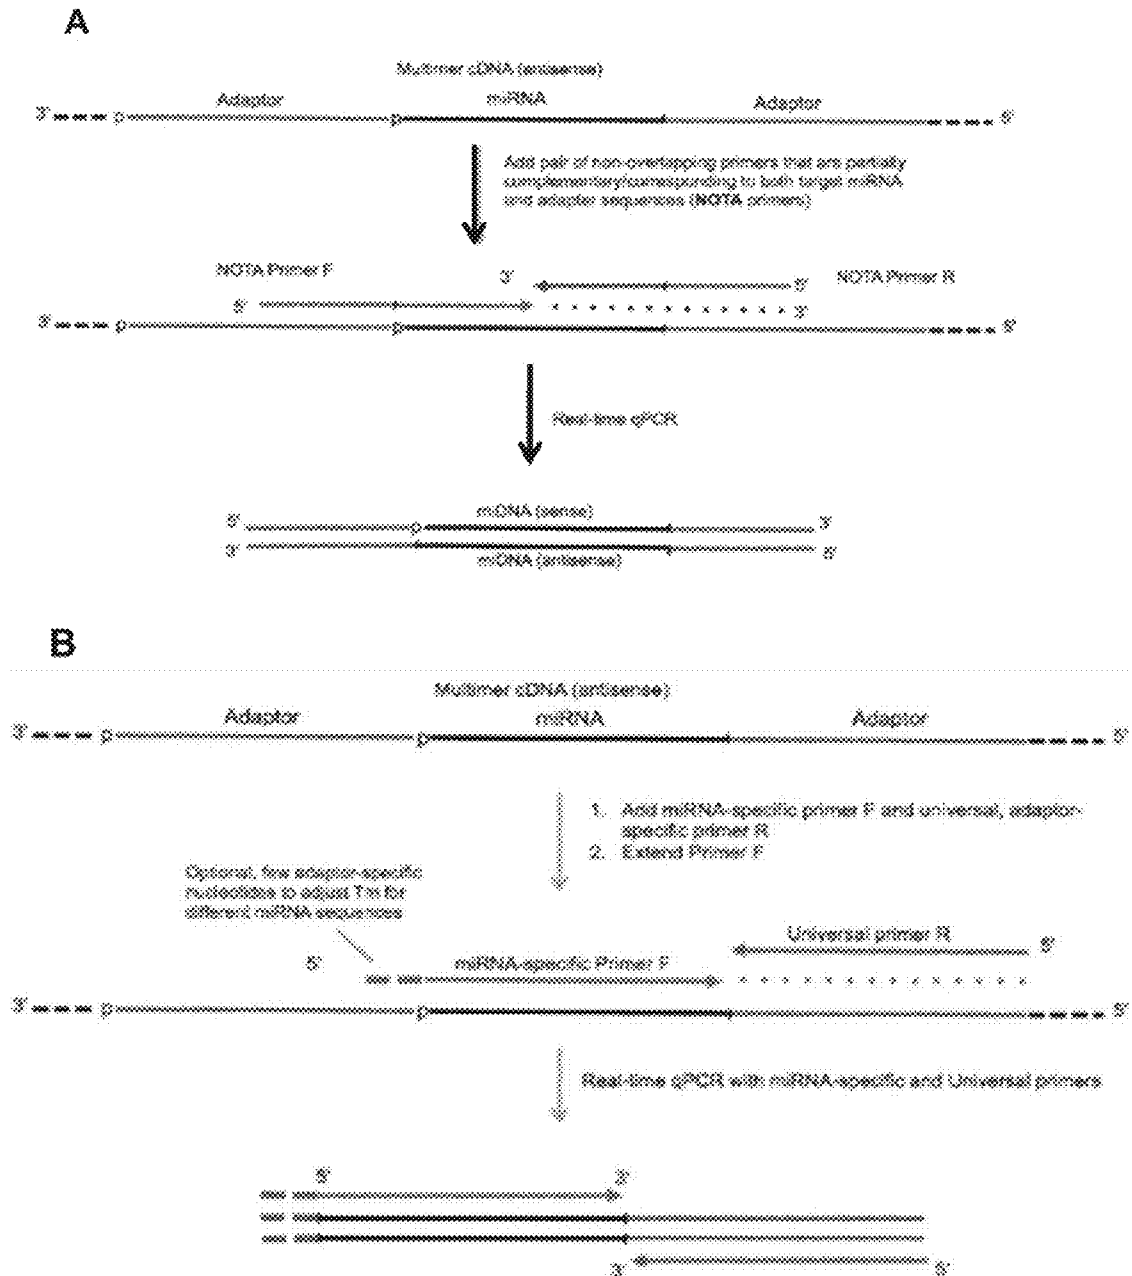 A
Multimer cDNA (antisense)
Adaptor miRNA Adaptor
3' p p 5'
Add pair of non-overlapping primers that are partially
complementary/corresponding to both target miRNA
and adapter sequences (NOTA primers)
NOTA Primer F 3' NOTA Primer R
5'
5' 3'
3' p p 5'
Real-time qPCR
miDNA (sense)
5' p 3'
3' 5'
miDNA (antisense)
B
Multimer cDNA (antisense)
Adaptor miRNA Adaptor
3' p p 5'
1. Add miRNA-specific primer F and universal, adaptor-
specific primer R
2. Extend Primer F
Optional, few adaptor-specific
nucleotides to adjust Tm for
different miRNA sequences
Universal primer R 5'
5' miRNA-specific Primer F
3' p p 5'
Real-time qPCR with miRNA-specific and Universal primers
5' 3'
3' 5'